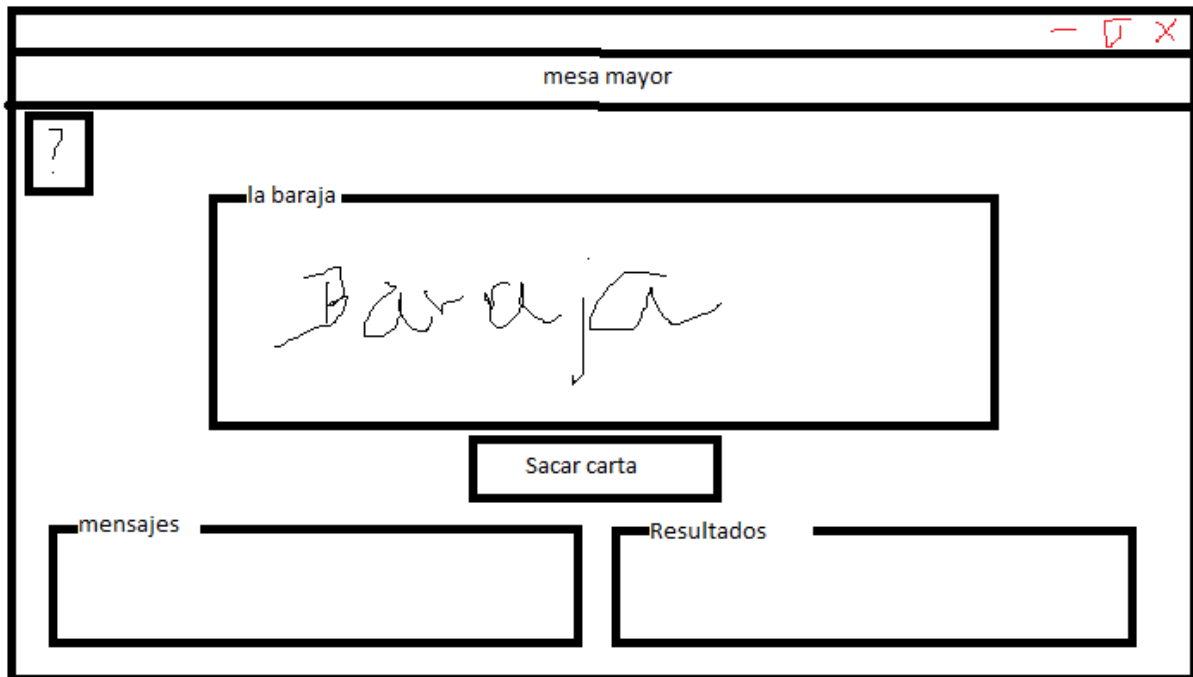 mesa mayor
?
la baraja
Baraja
Sacar carta
mensajes
Resultados